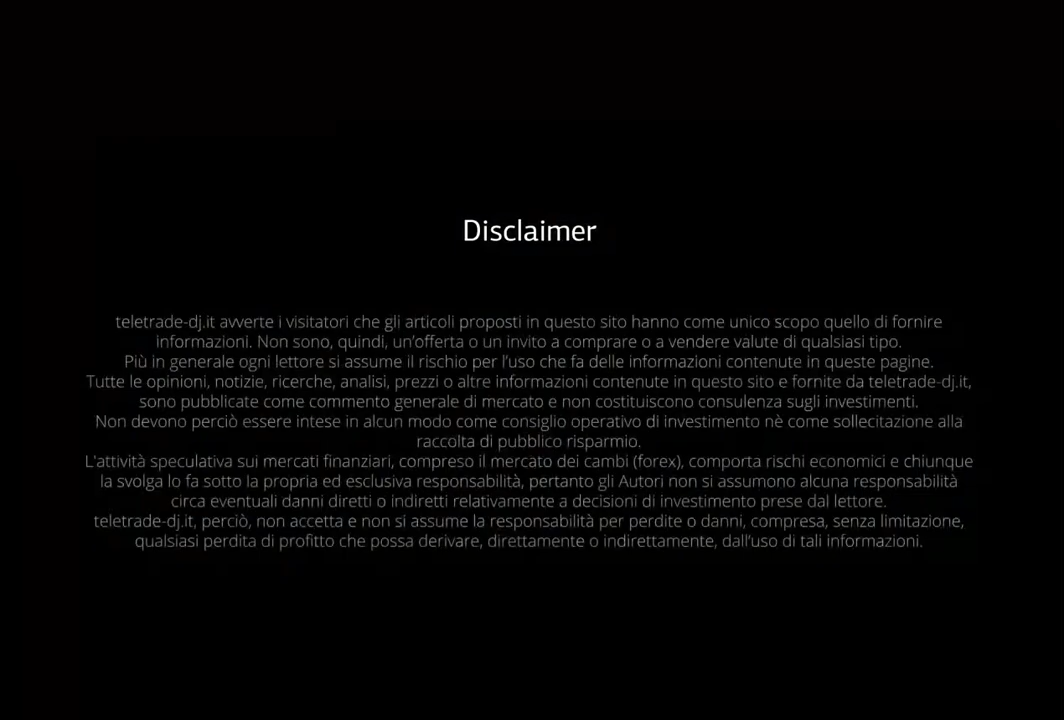 Disclaimer
teletrade-dj.it avverte i visitatori che gli articoli proposti in questo sito hanno come unico scopo quello di fornire
informazioni. Non sono, quindi, un'offerta o un invito a comprare o a vendere valute di qualsiasi tipo.
Più in generale ogni lettore si assume il rischio per l'uso che fa delle informazioni contenute in queste pagine.
Tutte le opinioni, notizie, ricerche, analisi, prezzi o altre informazioni contenute in questo sito e fornite da teletrade-dj.it,
sono pubblicate come commento generale di mercato e non costituiscono consulenza sugli investimenti.
Non devono perciò essere intese in alcun modo come consiglio operativo di investimento nè come sollecitazione alla
raccolta di pubblico risparmio.
L'attività speculativa sui mercati finanziari, compreso il mercato dei cambi (forex), comporta rischi economici e chiunque
la svolga lo fa sotto la propria ed esclusiva responsabilità, pertanto gli Autori non si assumono alcuna responsabilità
circa eventuali danni diretti o indiretti relativamente a decisioni di investimento prese dal lettore.
teletrade-dj.it, perciò, non accetta e non si assume la responsabilità per perdite o danni, compresa, senza limitazione,
qualsiasi perdita di profitto che possa derivare, direttamente o indirettamente, dall'uso di tali informazioni.